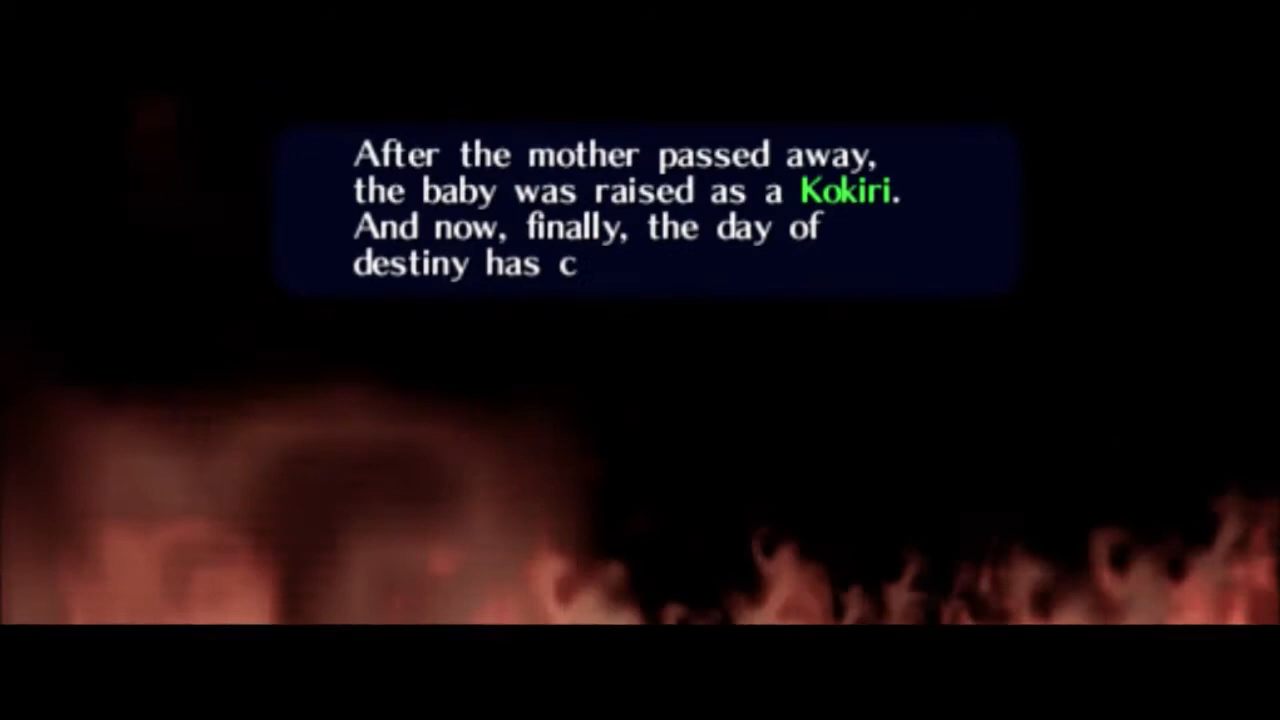 After the mother passed away,
the baby was raised as a Kokiri.
And now, finally, the day of
destiny has c